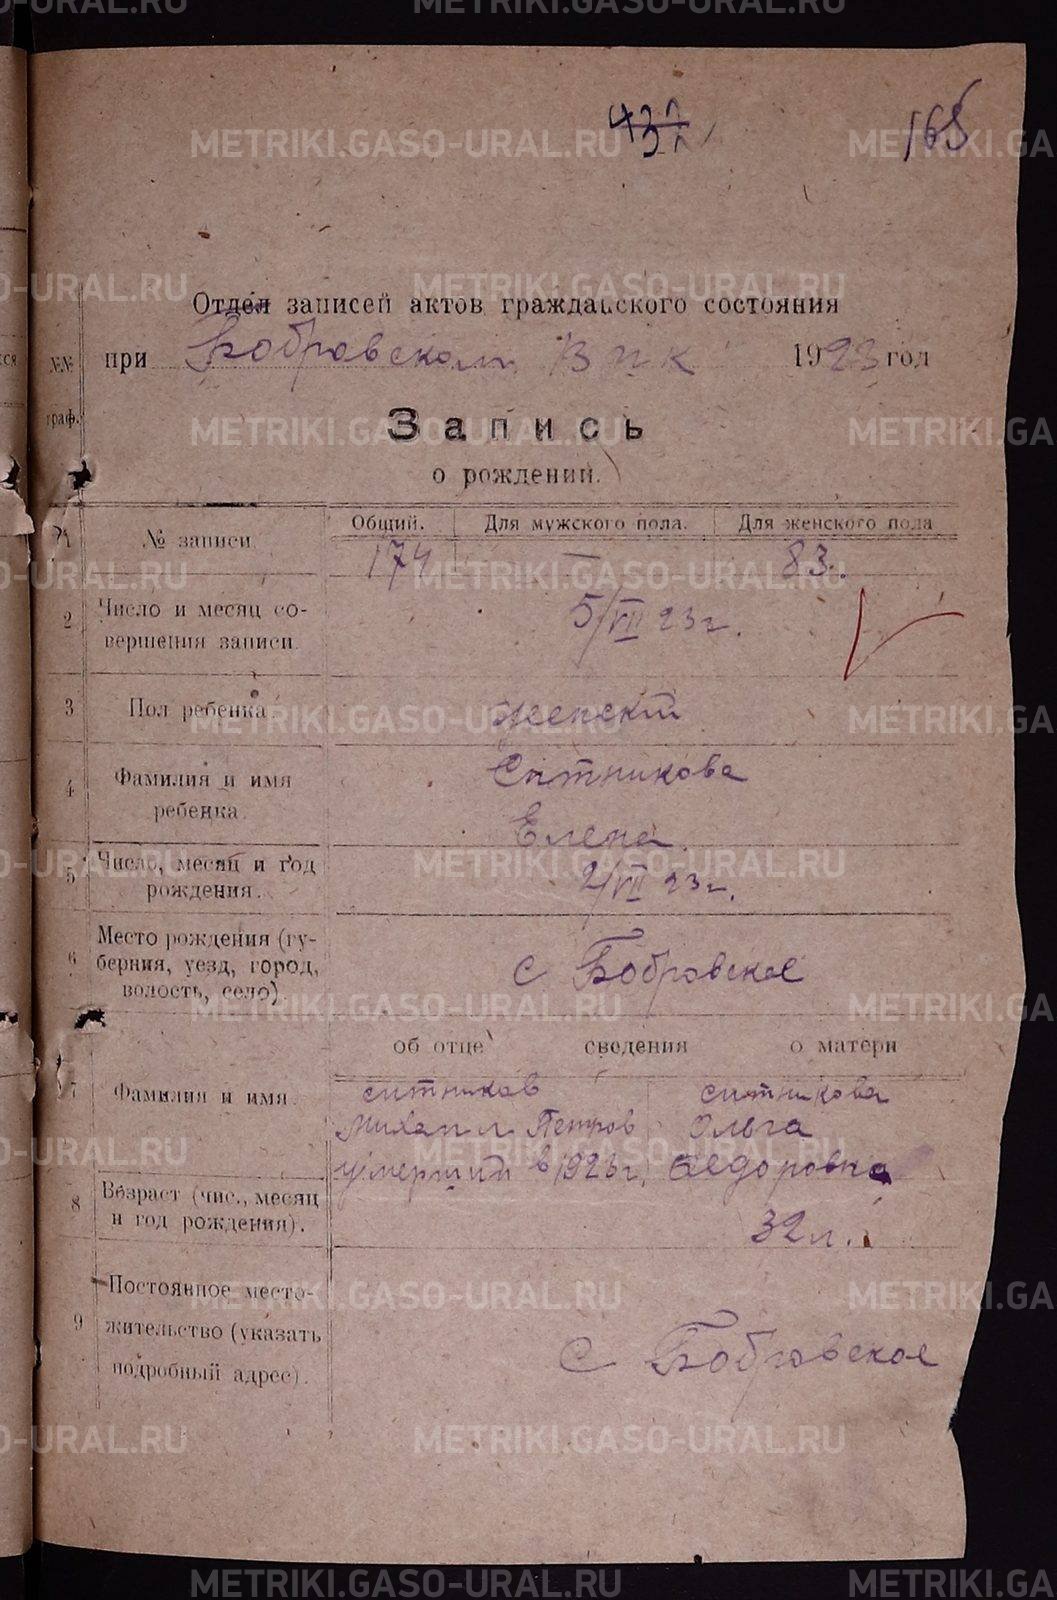 165
Отдел записей актов гражданского состояния
при Бобровском ВИК 1923 год
№№ граф.
Запись
о рождении.
№ записи
Общий. Для мужского пола. Для женского пола
174 — 83.
2 Число и месяц совершения записи.
5/VII 23 г.
3 Пол ребенка женский
4 Фамилия и имя ребенка
Сытникова
Елена.
5 Число, месяц и год рождения.
2/VII 23 г.
6 Место рождения (губерния, уезд, город, волость, село)
с Бобровское
об отце сведения о матери
7 Фамилия и имя
ситников ситникова
Михаил Петров Ольга
умерший в 1923 г. Федоровна
8 Возраст (чис., месяц и год рождения).
32 л.
9 Постоянное местожительство (указать подробный адрес).
С Бобровское
METRIKI.GASO-URAL.RU